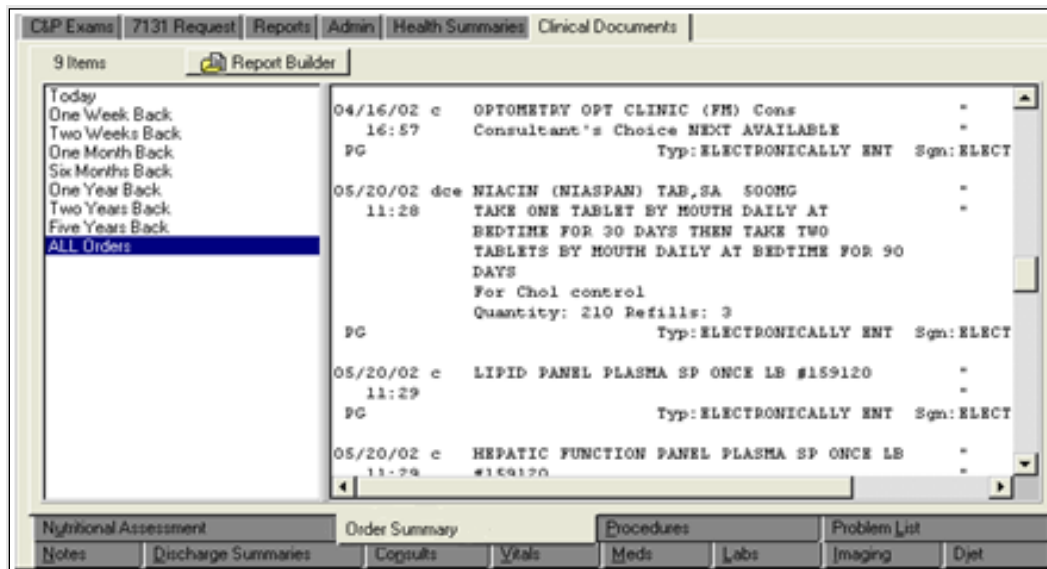 C&P Exams 7131 Request Reports Admin Health Summaries Clinical Documents
9 Items Report Builder
Today
One Week Back
Two Weeks Back
One Month Back
Six Months Back
One Year Back
Two Years Back
Five Years Back
ALL Orders
04/16/02 c OPTOMETRY OPT CLINIC (FM) Cons "
16:57 Consultant's Choice NEXT AVAILABLE "
PG Typ:ELECTRONICALLY ENT Sgn:ELECT
05/20/02 dce NIACIN (NIASPAN) TAB,SA 500MG "
11:28 TAKE ONE TABLET BY MOUTH DAILY AT "
BEDTIME FOR 30 DAYS THEN TAKE TWO
TABLETS BY MOUTH DAILY AT BEDTIME FOR 90
DAYS
For Chol control
Quantity: 210 Refills: 3
PG Typ:ELECTRONICALLY ENT Sgn:ELECT
05/20/02 c LIPID PANEL PLASMA SP ONCE LB #159120 "
11:29 "
PG Typ:ELECTRONICALLY ENT Sgn:ELECT
05/20/02 c HEPATIC FUNCTION PANEL PLASMA SP ONCE LB "
11:29 #159120 "
Nutritional Assessment Order Summary Procedures Problem List
Notes Discharge Summaries Consults Vitals Meds Labs Imaging Djet